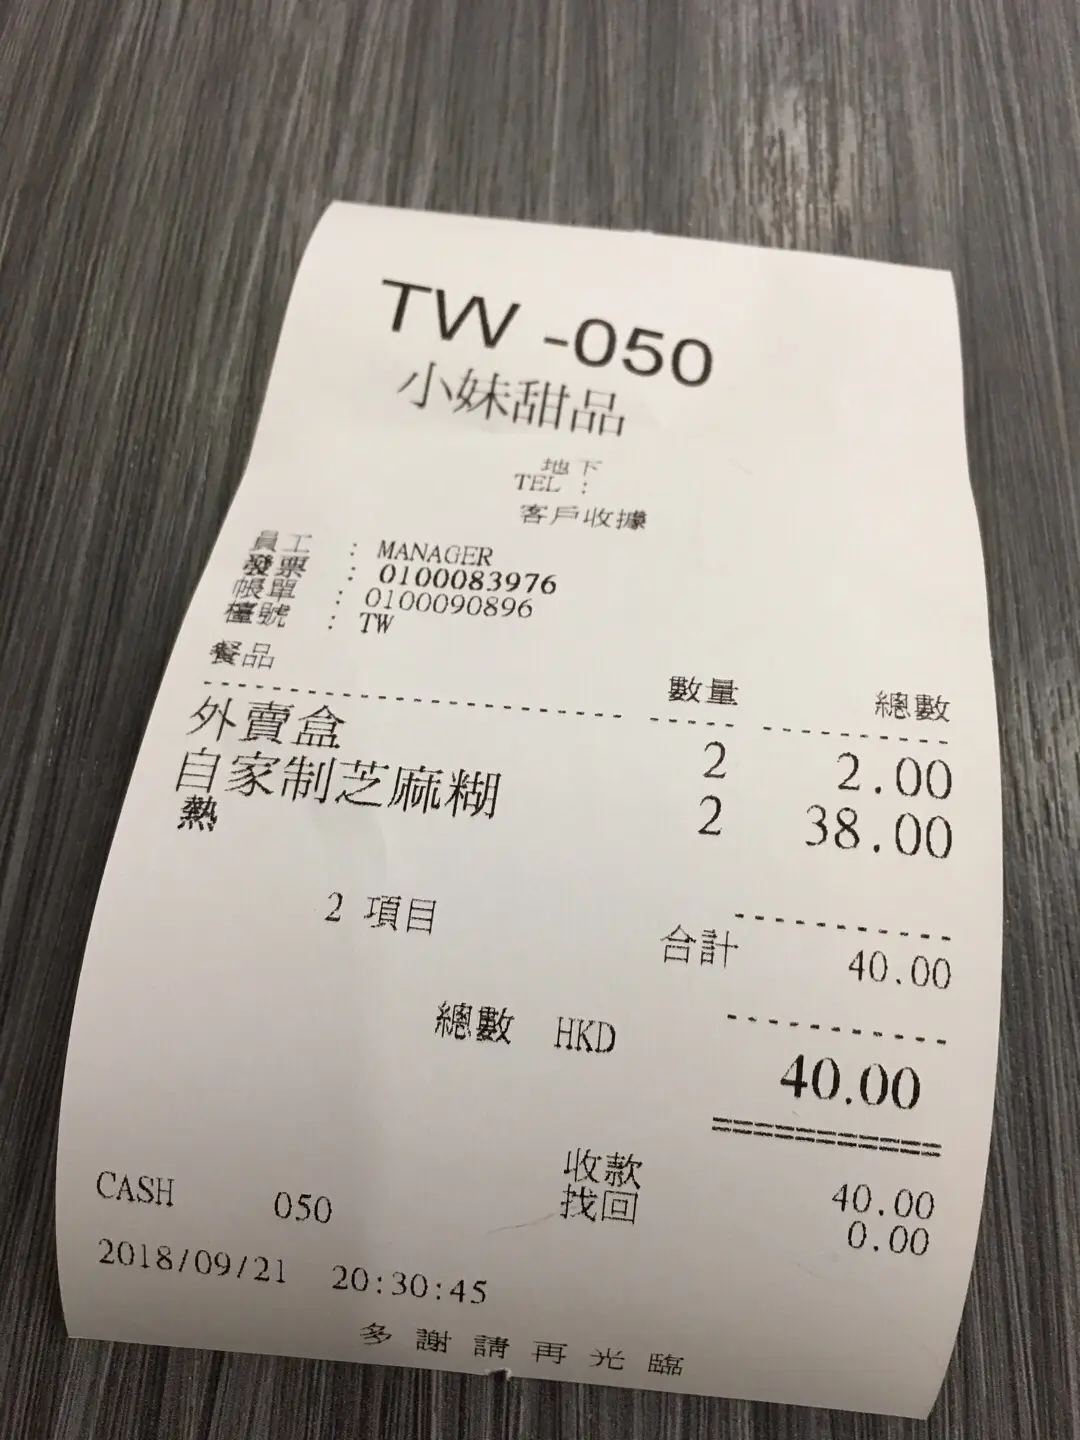 TW -050
小妹甜品
地下
TEL :
客戶收據
員工 : MANAGER
發票 : 0100083976
帳單 : 0100090896
檯號 : TW
餐品 數量 總數
外賣盒 2 2.00
自家制芝麻糊 2 38.00
熱
2 項目 合計 40.00
總數 HKD 40.00
收款 40.00
CASH 050 找回 0.00
2018/09/21 20:30:45
多謝請再光臨